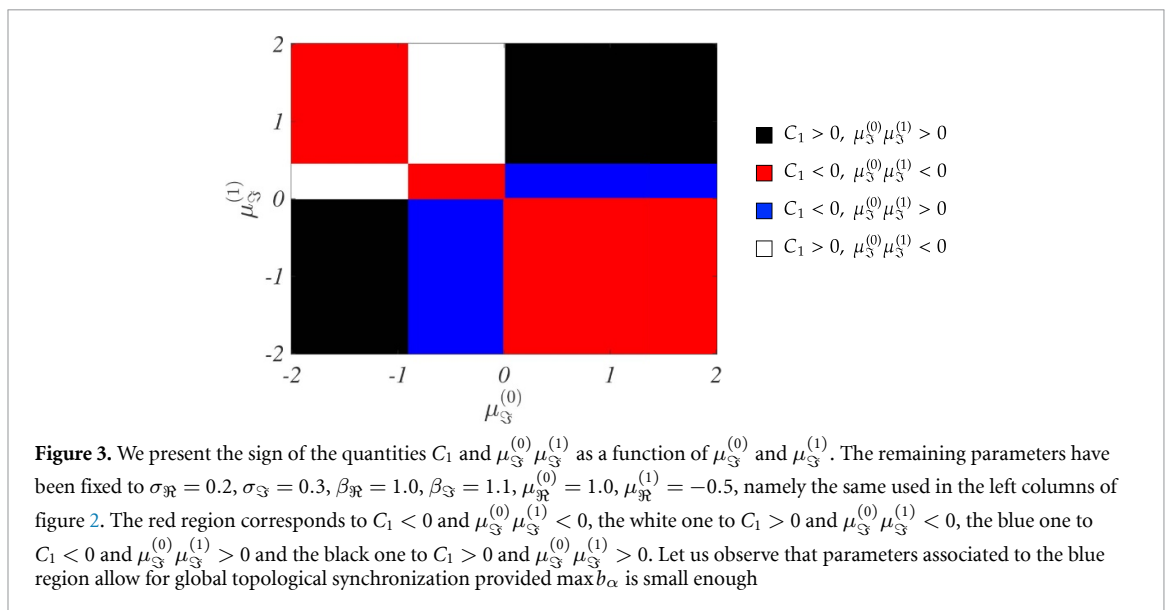 2
1
0
-1
-2
μ_ℑ^(1)
-2 -1 0 1 2
μ_ℑ^(0)
C₁ > 0, μ_ℑ^(0) μ_ℑ^(1) > 0
C₁ < 0, μ_ℑ^(0) μ_ℑ^(1) < 0
C₁ < 0, μ_ℑ^(0) μ_ℑ^(1) > 0
C₁ > 0, μ_ℑ^(0) μ_ℑ^(1) < 0
Figure 3. We present the sign of the quantities C₁ and μ_ℑ^(0) μ_ℑ^(1) as a function of μ_ℑ^(0) and μ_ℑ^(1). The remaining parameters have
been fixed to σ_ℜ = 0.2, σ_ℑ = 0.3, β_ℜ = 1.0, β_ℑ = 1.1, μ_ℜ^(0) = 1.0, μ_ℜ^(1) = −0.5, namely the same used in the left columns of
figure 2. The red region corresponds to C₁ < 0 and μ_ℑ^(0) μ_ℑ^(1) < 0, the white one to C₁ > 0 and μ_ℑ^(0) μ_ℑ^(1) < 0, the blue one to
C₁ < 0 and μ_ℑ^(0) μ_ℑ^(1) > 0 and the black one to C₁ > 0 and μ_ℑ^(0) μ_ℑ^(1) > 0. Let us observe that parameters associated to the blue
region allow for global topological synchronization provided max b_α is small enough